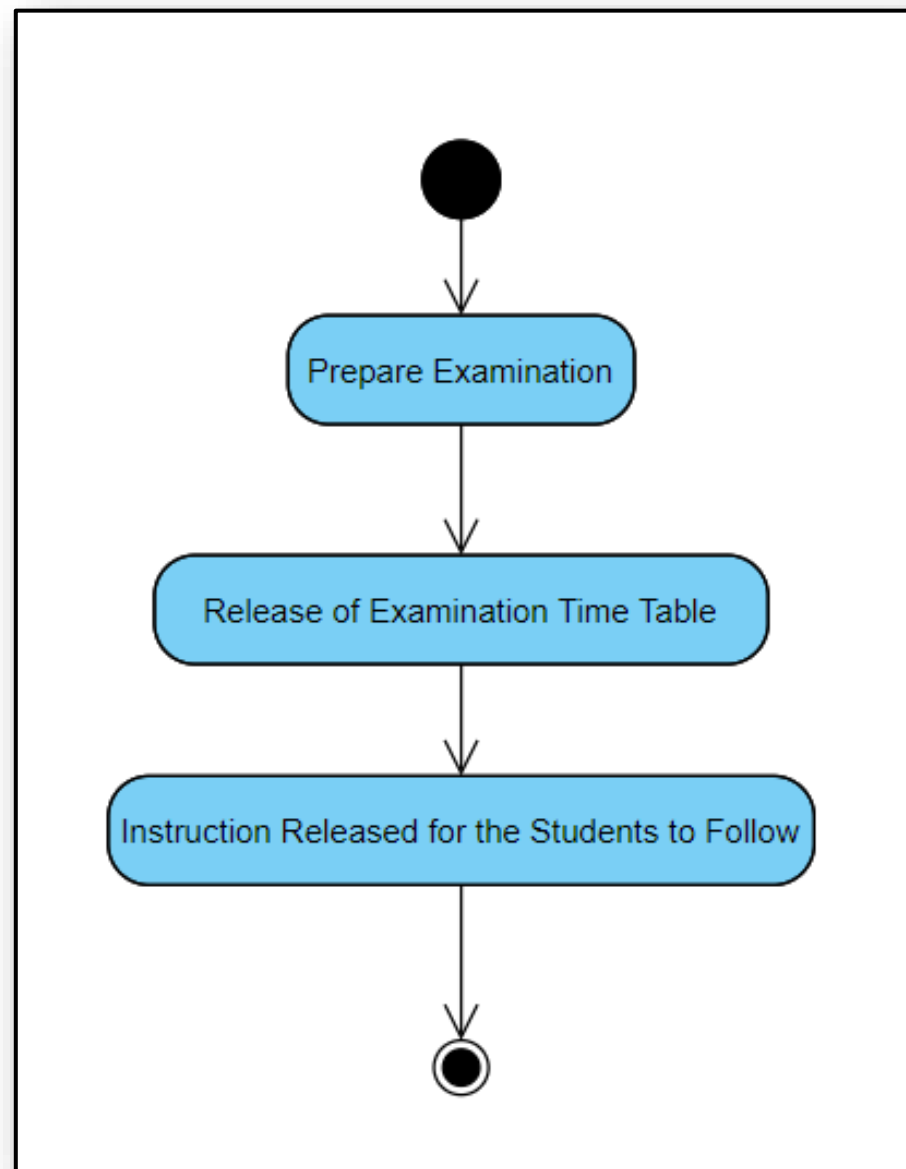 Prepare Examination
Release of Examination Time Table
Instruction Released for the Students to Follow